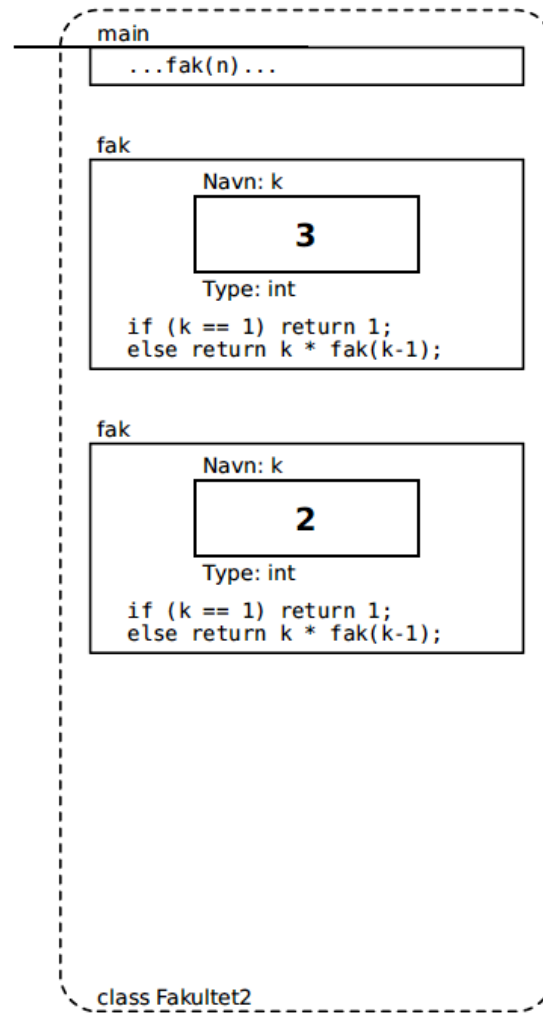 main
...fak(n)...
fak
Navn: k
3
Type: int
if (k == 1) return 1;
else return k * fak(k-1);
fak
Navn: k
2
Type: int
if (k == 1) return 1;
else return k * fak(k-1);
class Fakultet2